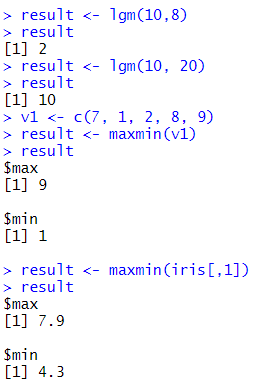 > result <- lgm(10,8)
> result
[1] 2
> result <- lgm(10, 20)
> result
[1] 10
> v1 <- c(7, 1, 2, 8, 9)
> result <- maxmin(v1)
> result
$max
[1] 9
$min
[1] 1
> result <- maxmin(iris[,1])
> result
$max
[1] 7.9
$min
[1] 4.3